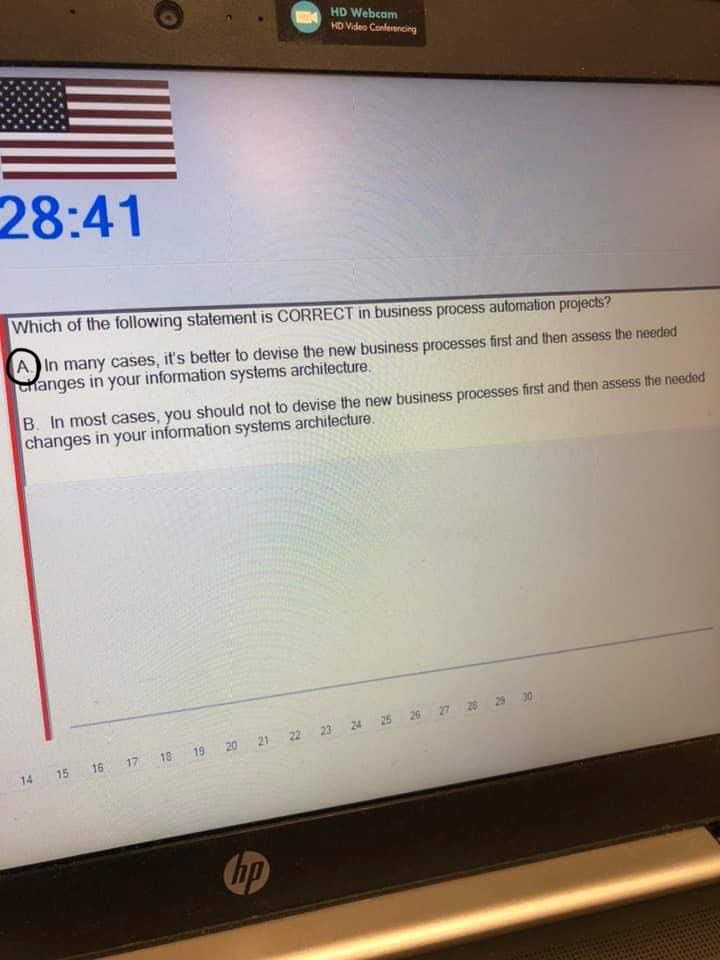 HD Webcam
HD Video Conferencing
28:41
Which of the following statement is CORRECT in business process automation projects?
A. In many cases, it's better to devise the new business processes first and then assess the needed
changes in your information systems architecture.
B. In most cases, you should not to devise the new business processes first and then assess the needed
changes in your information systems architecture.
14 15 16 17 18 19 20 21 22 23 24 25 26 27 28 29 30
hp